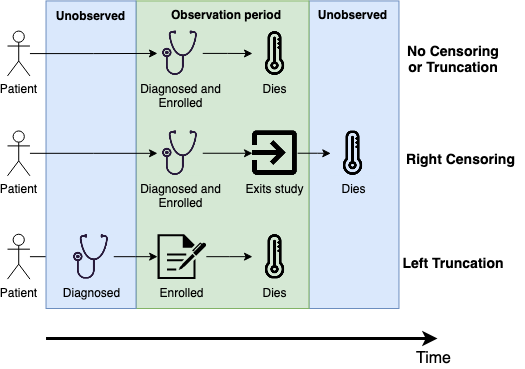 Unobserved
Observation period
Unobserved
Patient
Diagnosed and
Enrolled
Dies
No Censoring
or Truncation
Patient
Diagnosed and
Enrolled
Exits study
Dies
Right Censoring
Patient
Diagnosed
Enrolled
Dies
Left Truncation
Time